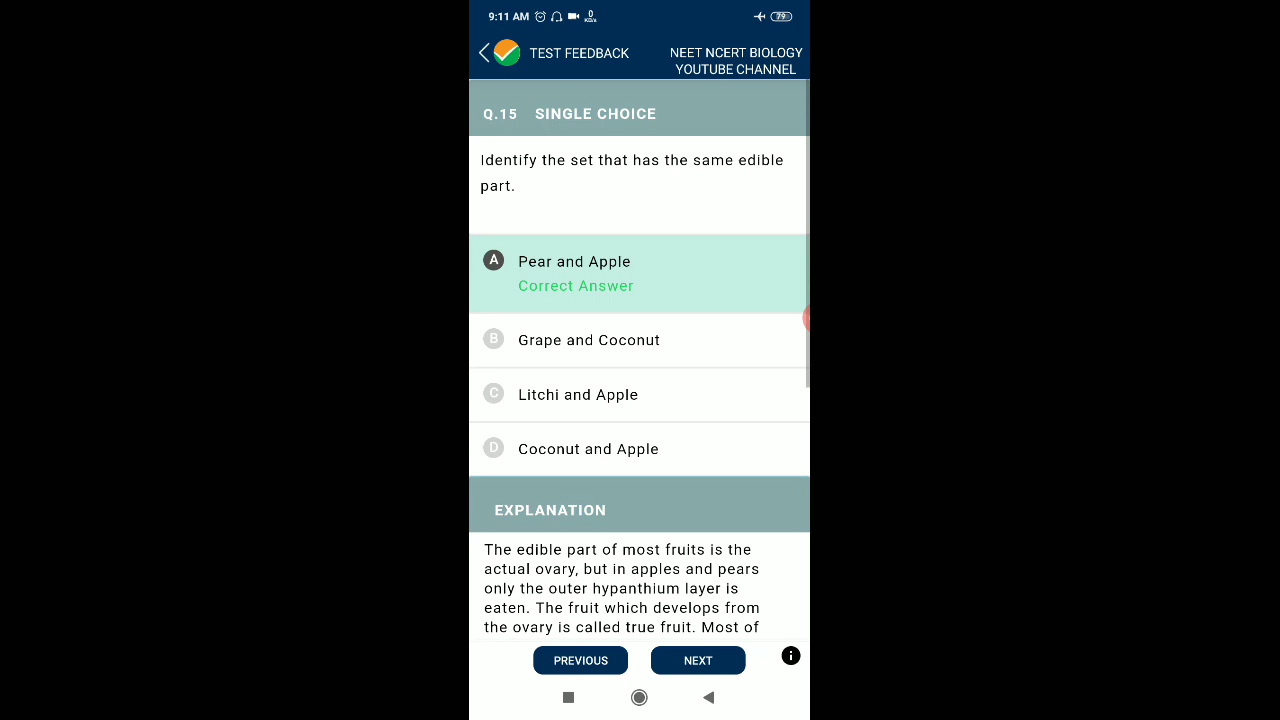 9:11 AM 0 KB/s 79
TEST FEEDBACK
NEET NCERT BIOLOGY
YOUTUBE CHANNEL
Q.15 SINGLE CHOICE
Identify the set that has the same edible
part.
A Pear and Apple
Correct Answer
B Grape and Coconut
C Litchi and Apple
D Coconut and Apple
EXPLANATION
The edible part of most fruits is the
actual ovary, but in apples and pears
only the outer hypanthium layer is
eaten. The fruit which develops from
the ovary is called true fruit. Most of
PREVIOUS NEXT